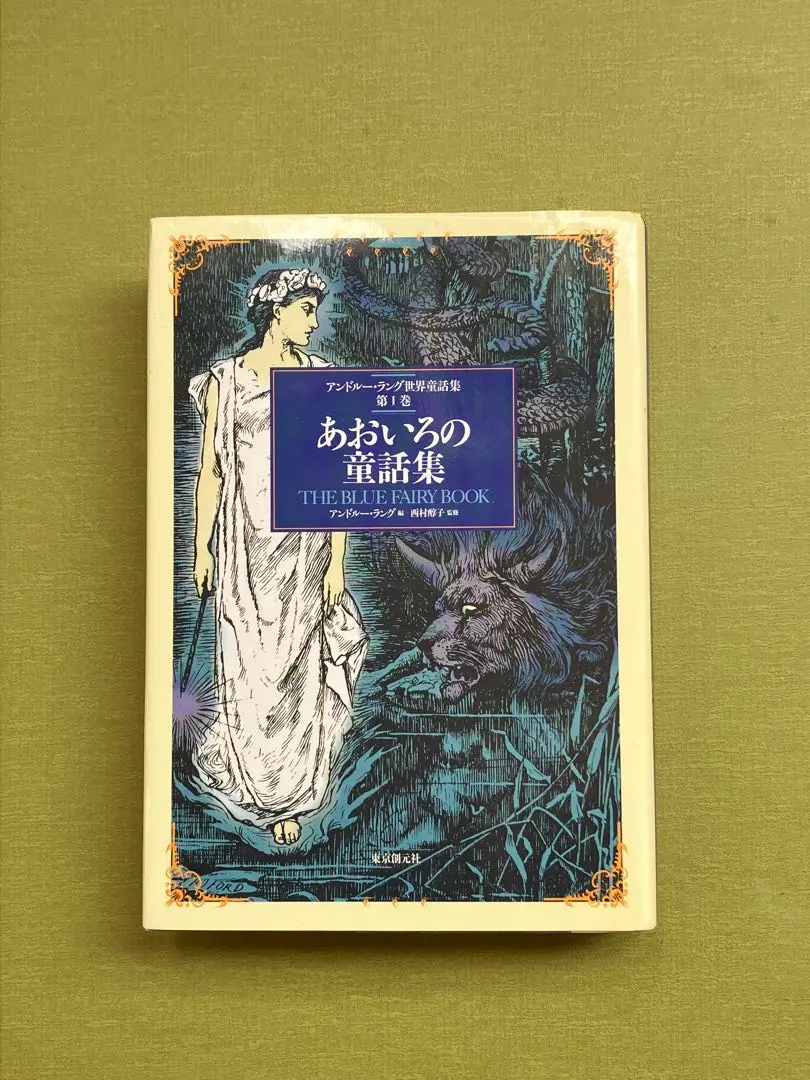 アンドルー・ラング世界童話集
第1巻
あおいろの
童話集
THE BLUE FAIRY BOOK
アンドルー・ラング 編 西村醇子 監修
東京創元社
FORD